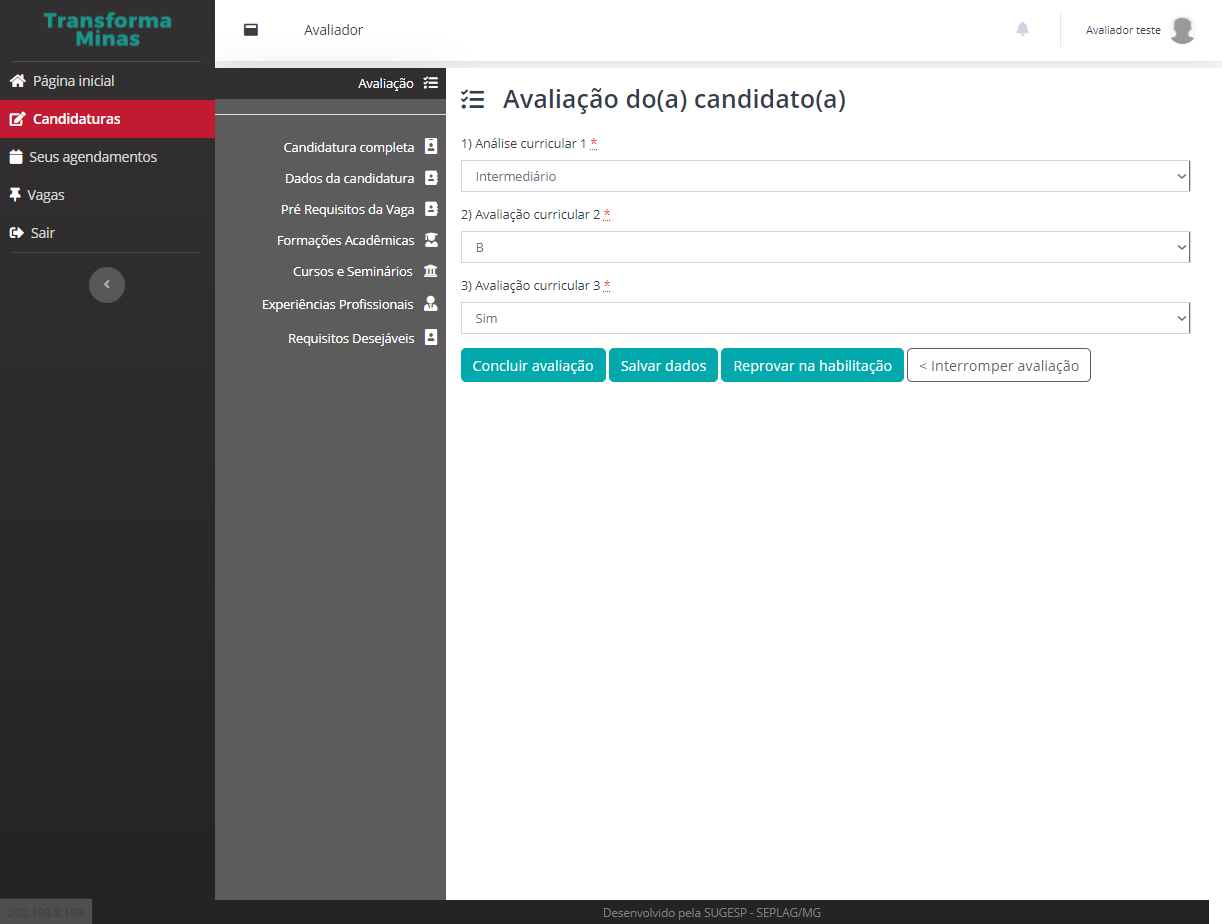 Transforma
Minas
Página inicial
Candidaturas
Seus agendamentos
Vagas
Sair
Avaliador
Avaliador teste
Avaliação
Candidatura completa
Dados da candidatura
Pré Requisitos da Vaga
Formações Acadêmicas
Cursos e Seminários
Experiências Profissionais
Requisitos Desejáveis
Avaliação do(a) candidato(a)
1) Análise curricular 1 *
Intermediário
2) Avaliação curricular 2 *
B
3) Avaliação curricular 3 *
Sim
Concluir avaliação
Salvar dados
Reprovar na habilitação
< Interromper avaliação
200.198.9.198
Desenvolvido pela SUGESP - SEPLAG/MG